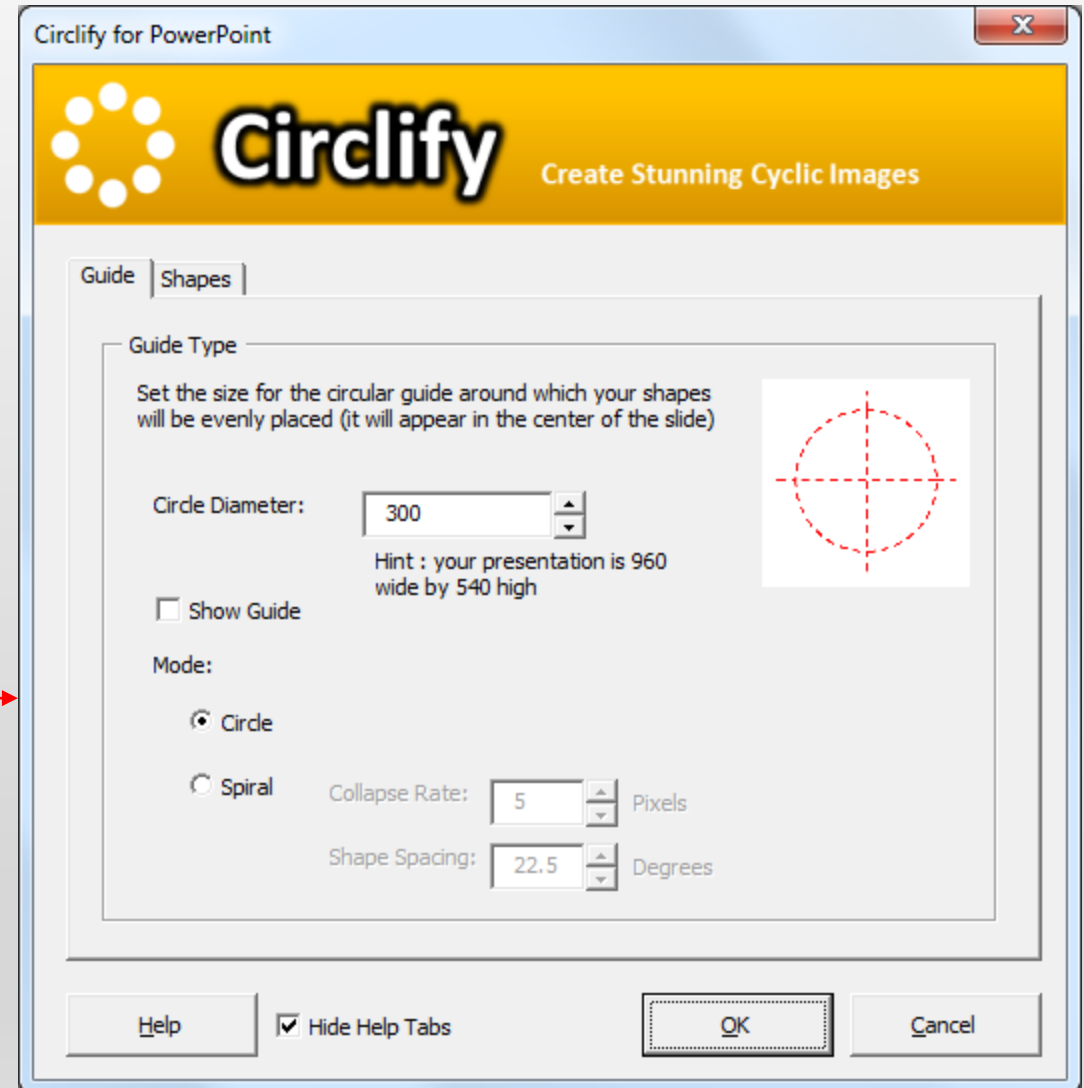 Circlify for PowerPoint
Circlify Create Stunning Cyclic Images
Guide Shapes
Guide Type
Set the size for the circular guide around which your shapes
will be evenly placed (it will appear in the center of the slide)
Circle Diameter: 300
Hint : your presentation is 960
wide by 540 high
Show Guide
Mode:
Circle
Spiral Collapse Rate: 5 Pixels
Shape Spacing: 22.5 Degrees
Help Hide Help Tabs OK Cancel